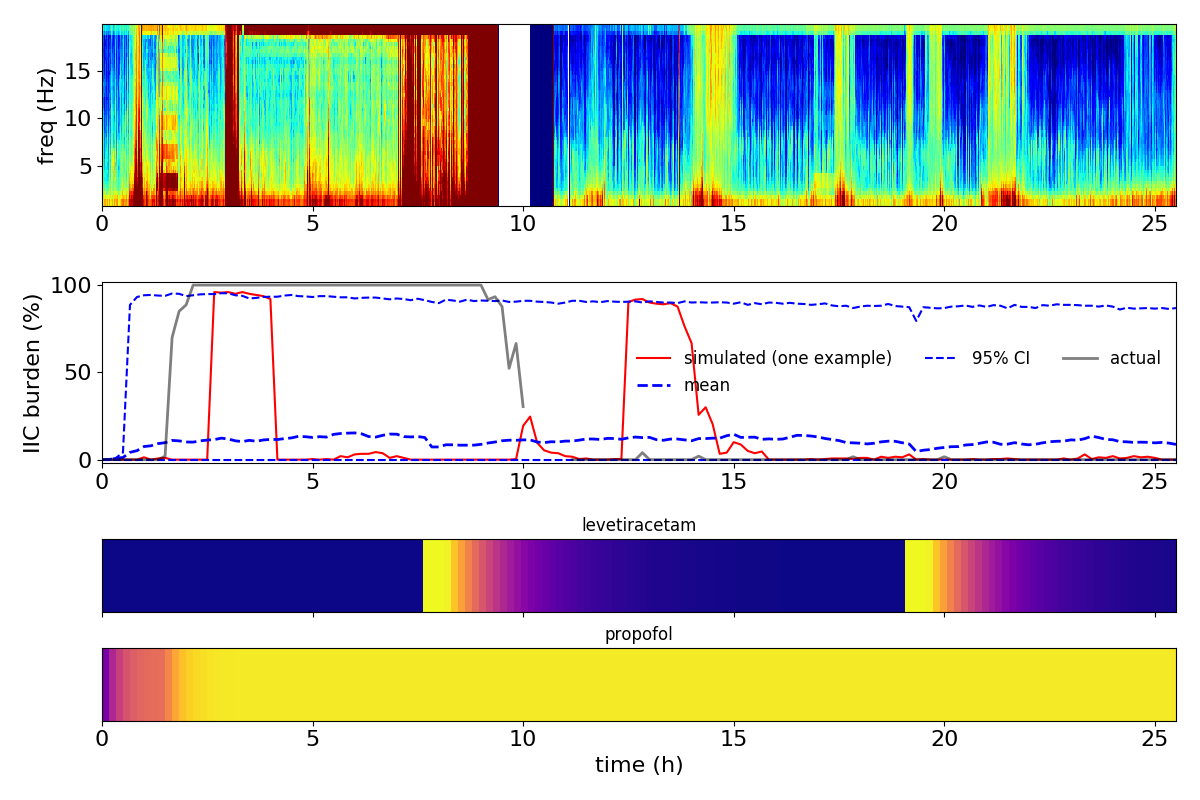 freq (Hz)
15
10
5
0 5 10 15 20 25
IIC burden (%)
100
50
0
simulated (one example) 95% CI actual
mean
0 5 10 15 20 25
levetiracetam
propofol
0 5 10 15 20 25
time (h)